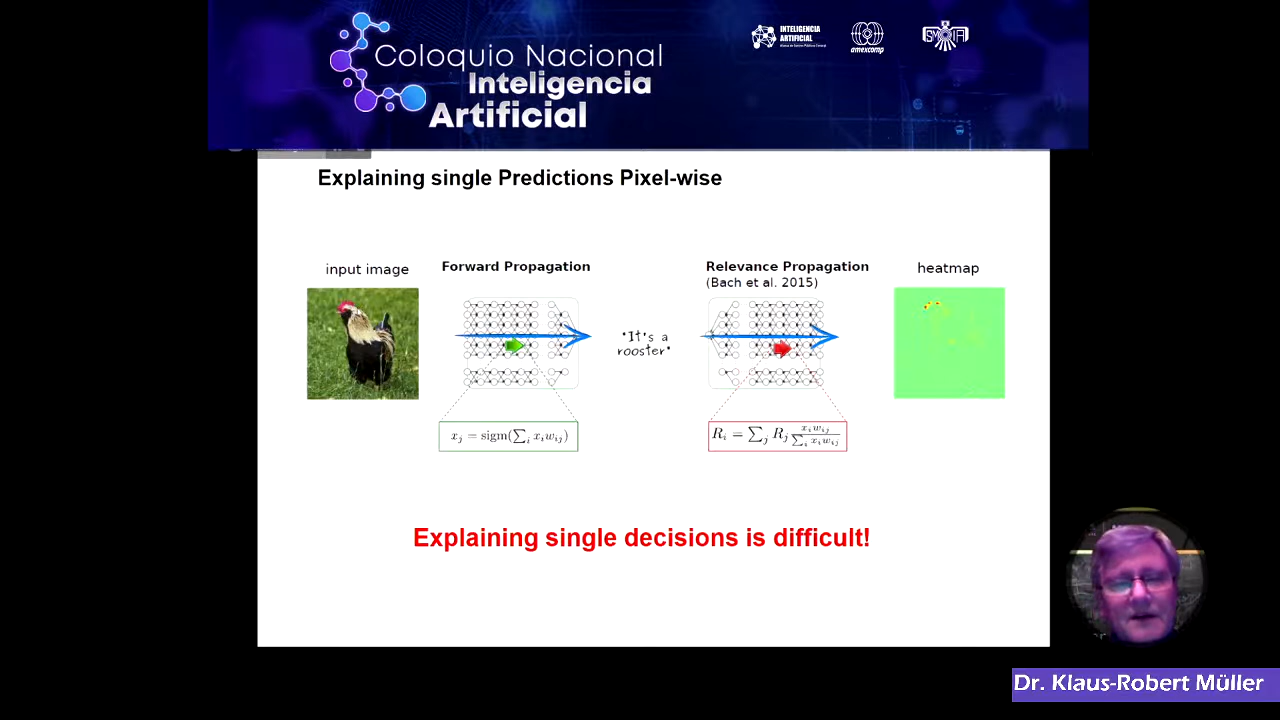 Coloquio Nacional
Inteligencia
Artificial
INTELIGENCIA
ARTIFICIAL
amexcomp
SMIA
Explaining single Predictions Pixel-wise
input image
Forward Propagation
Relevance Propagation
(Bach et al. 2015)
heatmap
"It's a
rooster"
x_j = sigm(∑_i x_i w_ij)
R_i = ∑_j R_j x_i w_ij / ∑_i x_i w_ij
Explaining single decisions is difficult!
Dr. Klaus-Robert Müller